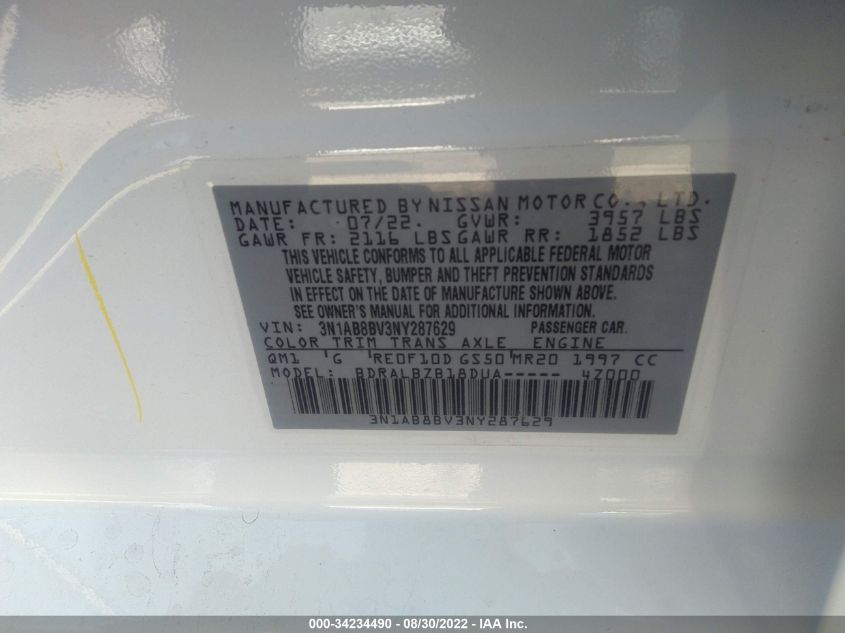 MANUFACTURED BY NISSAN MOTOR CO., LTD.
DATE: 07/22. GVWR: 3957 LBS
GAWR FR: 2116 LBS GAWR RR: 1852 LBS
THIS VEHICLE CONFORMS TO ALL APPLICABLE FEDERAL MOTOR
VEHICLE SAFETY, BUMPER AND THEFT PREVENTION STANDARDS
IN EFFECT ON THE DATE OF MANUFACTURE SHOWN ABOVE.
SEE OWNER'S MANUAL FOR ADDITIONAL INFORMATION.
VIN: 3N1AB8BV3NY287629 PASSENGER CAR.
COLOR TRIM TRANS AXLE ENGINE
QM1 'G RE0F10D GS50 MR20 1997 CC
MODEL: BDRALBZB18DUA----- 4Z000
3N1AB8BV3NY287629
000-34234490 - 08/30/2022 - IAA Inc.